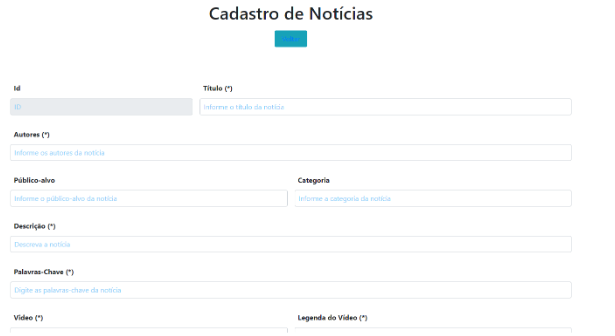 Cadastro de Notícias
Id
Título (*)
ID
Informe o título da notícia
Autores (*)
Informe os autores da notícia
Público-alvo
Categoria
Informe o público-alvo da notícia
Informe a categoria da notícia
Descrição (*)
Descreva a notícia
Palavras-Chave (*)
Digite as palavras-chave da notícia
Vídeo (*)
Legenda do Vídeo (*)